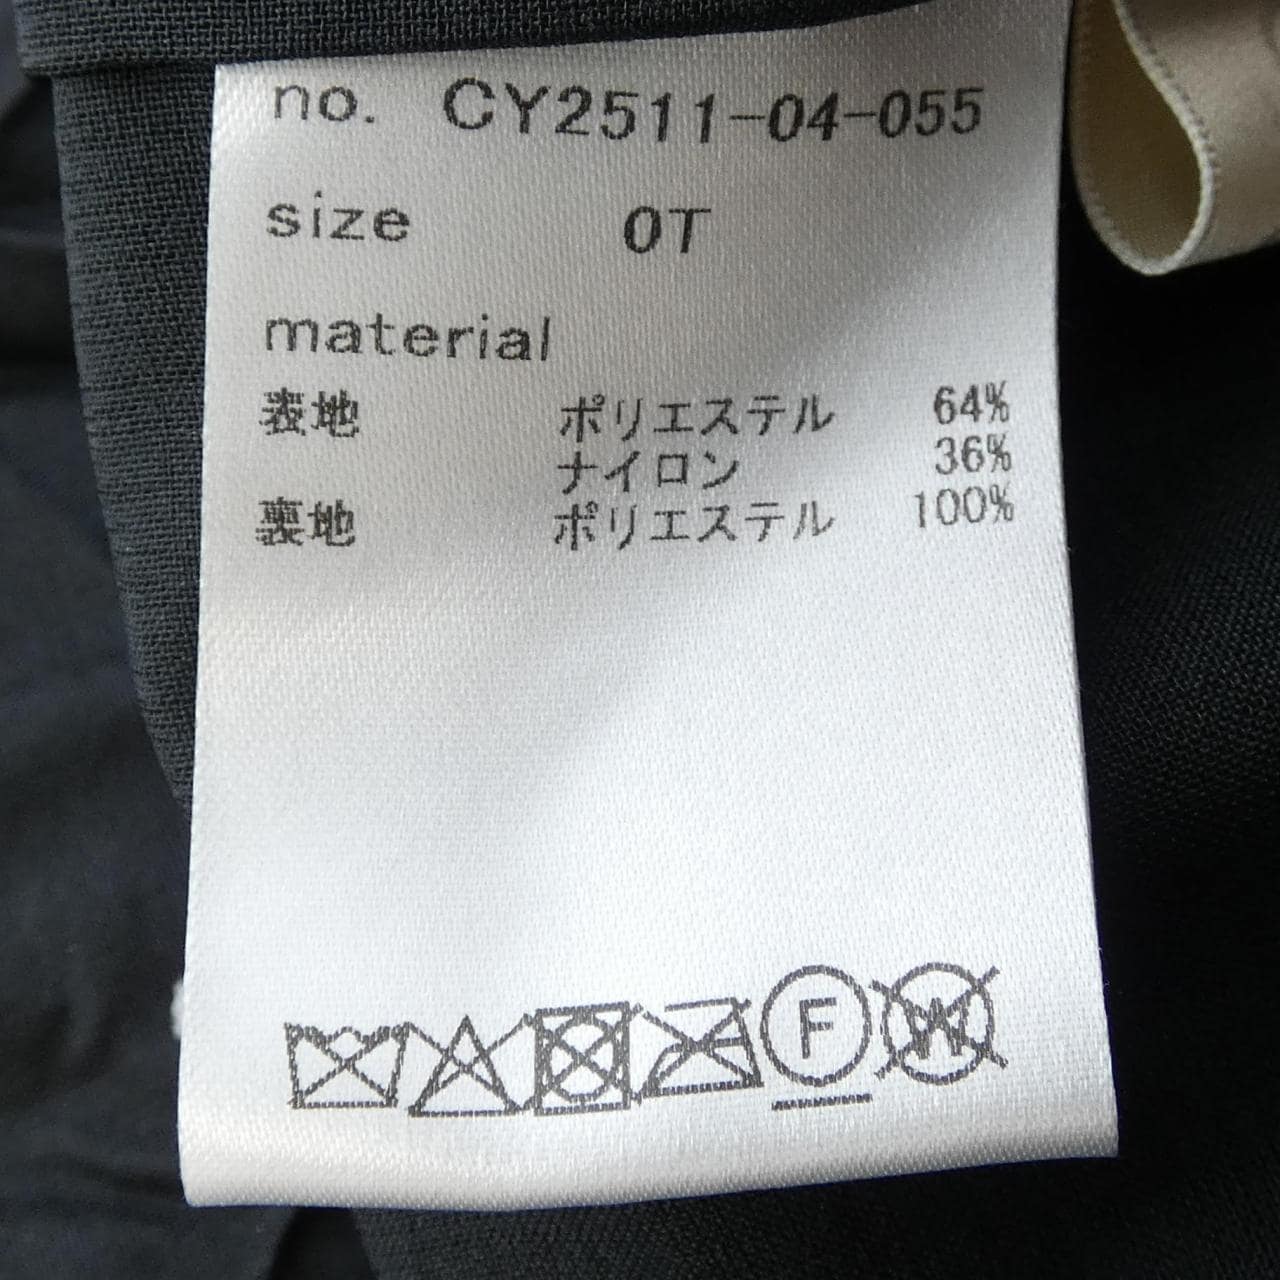 no. CY2511-04-055
size 0T
material
表地 ポリエステル 64%
ナイロン 36%
裏地 ポリエステル 100%
F W